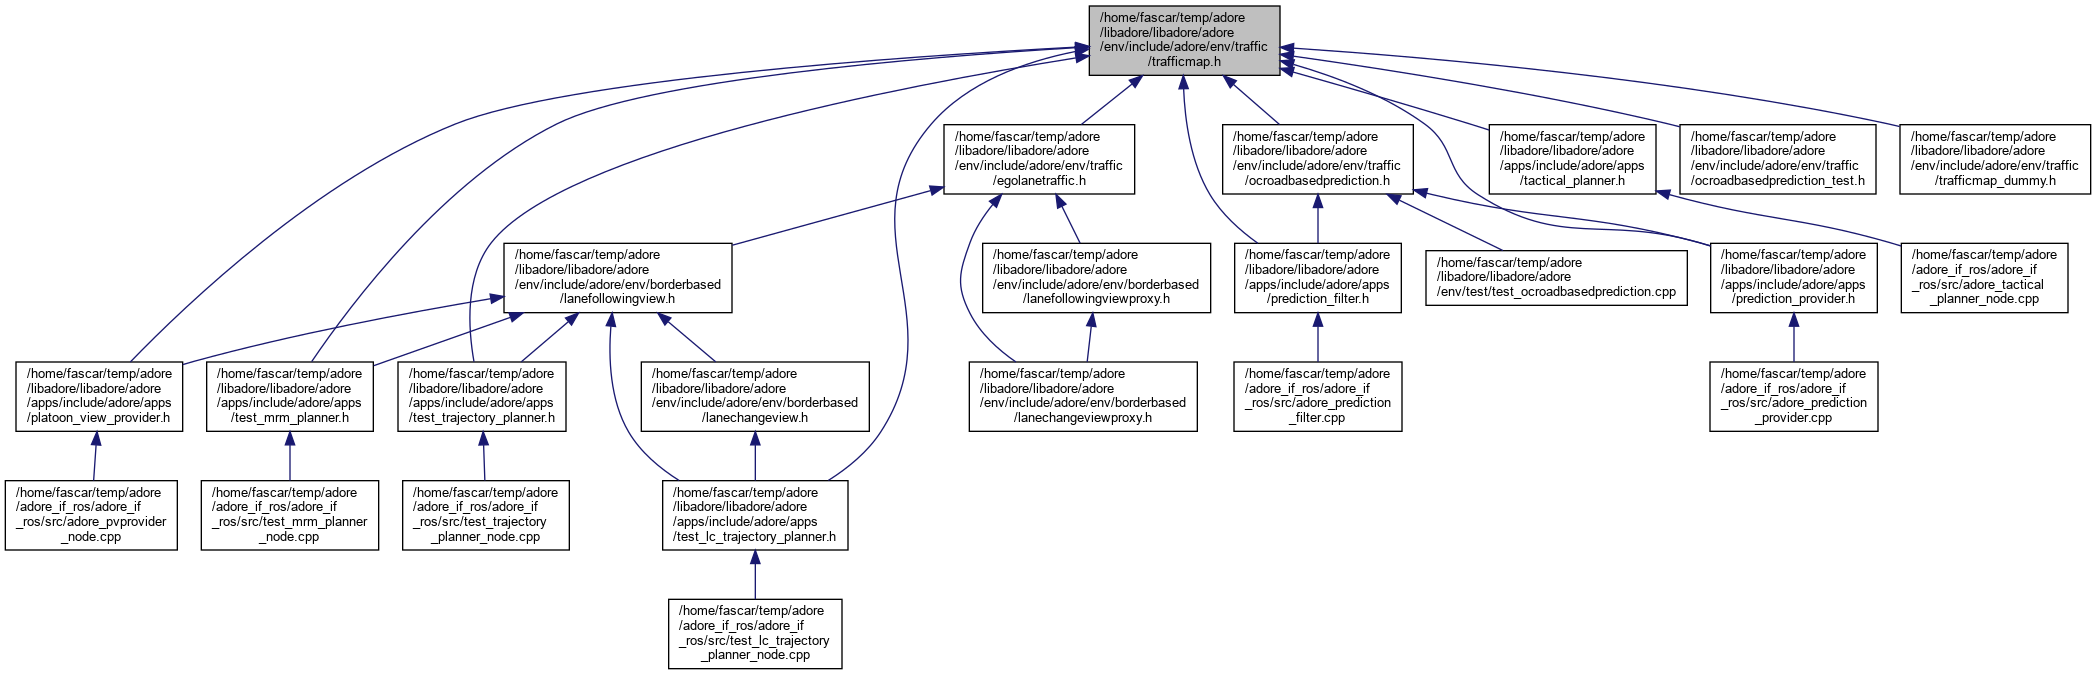 /home/fascar/temp/adore
/libadore/libadore/adore
/env/include/adore/env/traffic
/trafficmap.h
/home/fascar/temp/adore
/libadore/libadore/adore
/env/include/adore/env/traffic
/egolanetraffic.h
/home/fascar/temp/adore
/libadore/libadore/adore
/env/include/adore/env/traffic
/ocroadbasedprediction.h
/home/fascar/temp/adore
/libadore/libadore/adore
/apps/include/adore/apps
/tactical_planner.h
/home/fascar/temp/adore
/libadore/libadore/adore
/env/include/adore/env/traffic
/ocroadbasedprediction_test.h
/home/fascar/temp/adore
/libadore/libadore/adore
/env/include/adore/env/traffic
/trafficmap_dummy.h
/home/fascar/temp/adore
/libadore/libadore/adore
/env/include/adore/env/borderbased
/lanefollowingview.h
/home/fascar/temp/adore
/libadore/libadore/adore
/env/include/adore/env/borderbased
/lanefollowingviewproxy.h
/home/fascar/temp/adore
/libadore/libadore/adore
/apps/include/adore/apps
/prediction_filter.h
/home/fascar/temp/adore
/libadore/libadore/adore
/env/test/test_ocroadbasedprediction.cpp
/home/fascar/temp/adore
/libadore/libadore/adore
/apps/include/adore/apps
/prediction_provider.h
/home/fascar/temp/adore
/adore_if_ros/adore_if
_ros/src/adore_tactical
_planner_node.cpp
/home/fascar/temp/adore
/libadore/libadore/adore
/apps/include/adore/apps
/platoon_view_provider.h
/home/fascar/temp/adore
/libadore/libadore/adore
/apps/include/adore/apps
/test_mrm_planner.h
/home/fascar/temp/adore
/libadore/libadore/adore
/apps/include/adore/apps
/test_trajectory_planner.h
/home/fascar/temp/adore
/libadore/libadore/adore
/env/include/adore/env/borderbased
/lanechangeview.h
/home/fascar/temp/adore
/libadore/libadore/adore
/env/include/adore/env/borderbased
/lanechangeviewproxy.h
/home/fascar/temp/adore
/adore_if_ros/adore_if
_ros/src/adore_prediction
_filter.cpp
/home/fascar/temp/adore
/adore_if_ros/adore_if
_ros/src/adore_prediction
_provider.cpp
/home/fascar/temp/adore
/adore_if_ros/adore_if
_ros/src/adore_pvprovider
_node.cpp
/home/fascar/temp/adore
/adore_if_ros/adore_if
_ros/src/test_mrm_planner
_node.cpp
/home/fascar/temp/adore
/adore_if_ros/adore_if
_ros/src/test_trajectory
_planner_node.cpp
/home/fascar/temp/adore
/libadore/libadore/adore
/apps/include/adore/apps
/test_lc_trajectory_planner.h
/home/fascar/temp/adore
/adore_if_ros/adore_if
_ros/src/test_lc_trajectory
_planner_node.cpp